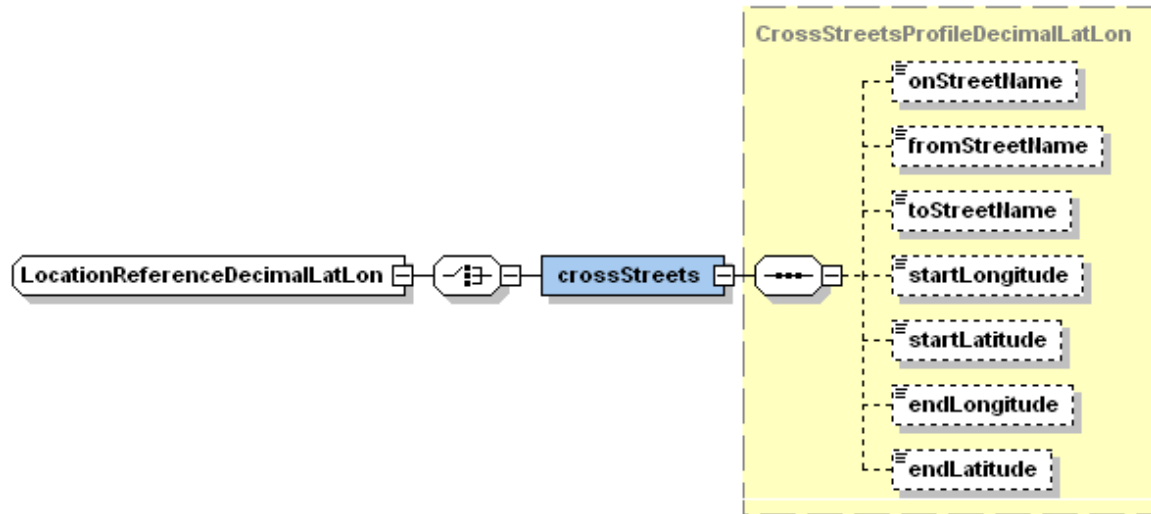 CrossStreetsProfileDecimalLatLon
onStreetName
fromStreetName
toStreetName
LocationReferenceDecimalLatLon
crossStreets
startLongitude
startLatitude
endLongitude
endLatitude